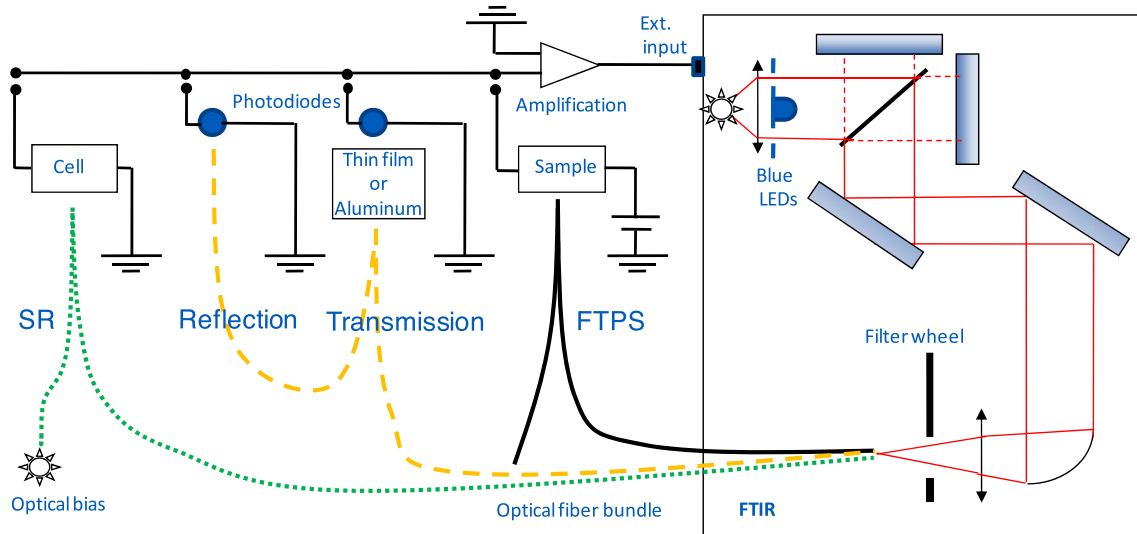 Ext.
input
Photodiodes
Amplification
Cell
Thin film
or
Aluminum
Sample
Blue
LEDs
SR
Reflection
Transmission
FTPS
Filter wheel
Optical bias
Optical fiber bundle
FTIR